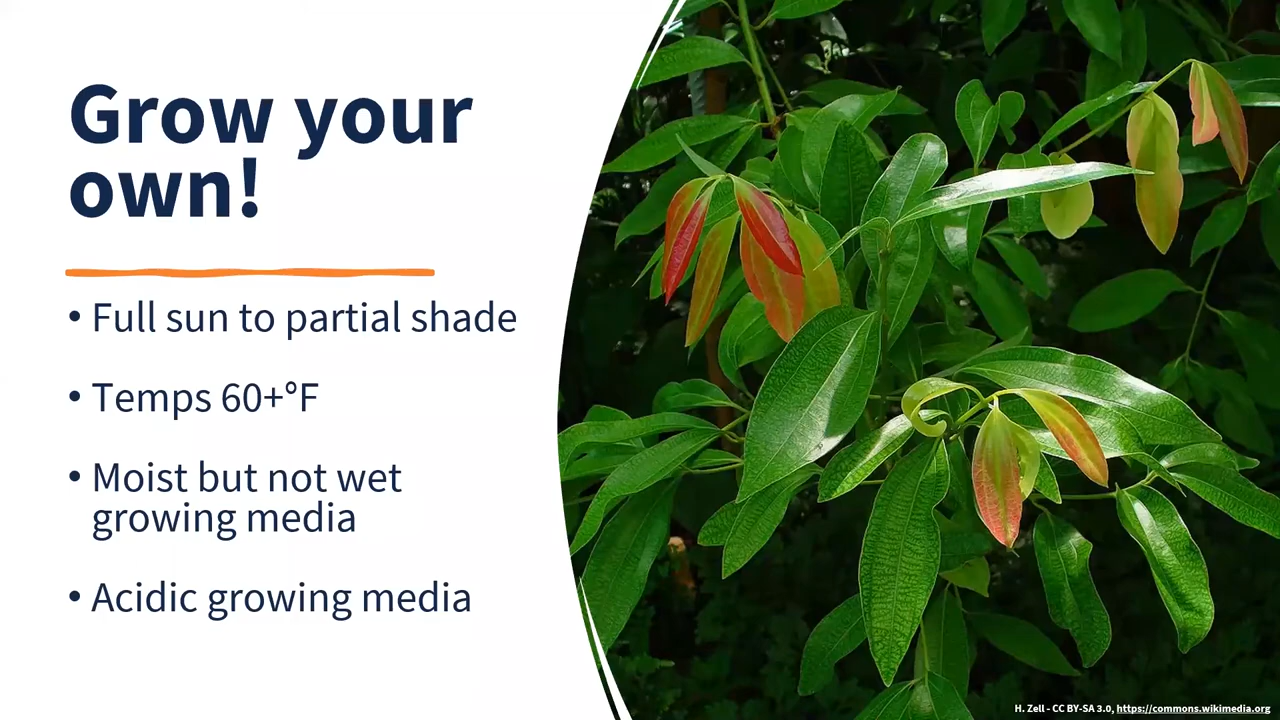 Grow your
own!
• Full sun to partial shade
• Temps 60+°F
• Moist but not wet
growing media
• Acidic growing media
H. Zell - CC BY-SA 3.0, https://commons.wikimedia.org